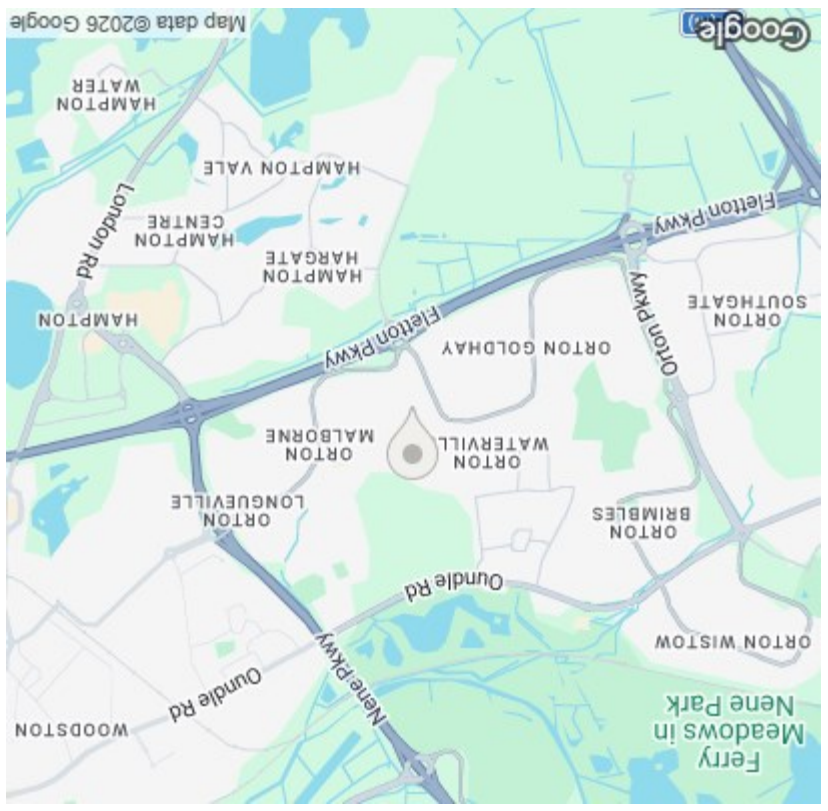 Ferry
Meadows in
Nene Park
WOODSTON
Nene Pkwy
Oundle Rd
ORTON WISTOW
Oundle Rd
ORTON
BRIMBLES
ORTON
LONGUEVILLE
ORTON
WATERVILL
ORTON
MALBORNE
ORTON GOLDHAY
Orton Pkwy
ORTON
SOUTHGATE
Fletton Pkwy
HAMPTON
HAMPTON
HARGATE
HAMPTON
CENTRE
London Rd
Fletton Pkwy
HAMPTON VALE
HAMPTON
WATER
Google
Map data ©2026 Google